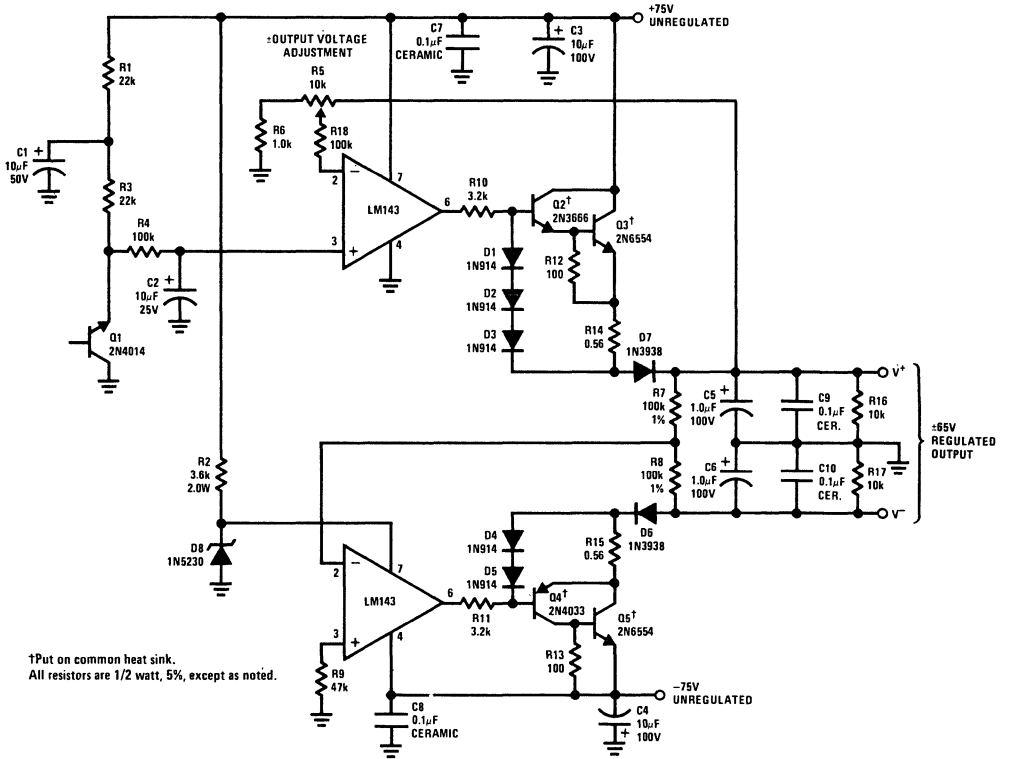 +75V
UNREGULATED
±OUTPUT VOLTAGE
ADJUSTMENT
C7
0.1µF
CERAMIC
+
C3
10µF
100V
R1
22k
R5
10k
R6
1.0k
R18
100k
C1
+
10µF
50V
R3
22k
R4
100k
2
−
7
LM143
6
3
+
4
R10
3.2k
Q2†
2N3666
Q3†
2N6554
R12
100
D1
1N914
D2
1N914
D3
1N914
+
C2
10µF
25V
Q1
2N4014
R14
0.56
D7
1N3938
V+
R7
100k
1%
+
C5
1.0µF
100V
C9
0.1µF
CER.
R16
10k
±65V
REGULATED
OUTPUT
R8
100k
1%
+
C6
1.0µF
100V
C10
0.1µF
CER.
R17
10k
V−
R2
3.6k
2.0W
D6
1N3938
D8
1N5230
D4
1N914
D5
1N914
R15
0.56
2
−
7
LM143
6
3
+
4
R11
3.2k
Q4†
2N4033
Q5†
2N6554
R13
100
R9
47k
†Put on common heat sink.
All resistors are 1/2 watt, 5%, except as noted.
−75V
UNREGULATED
C8
0.1µF
CERAMIC
C4
10µF
+
100V